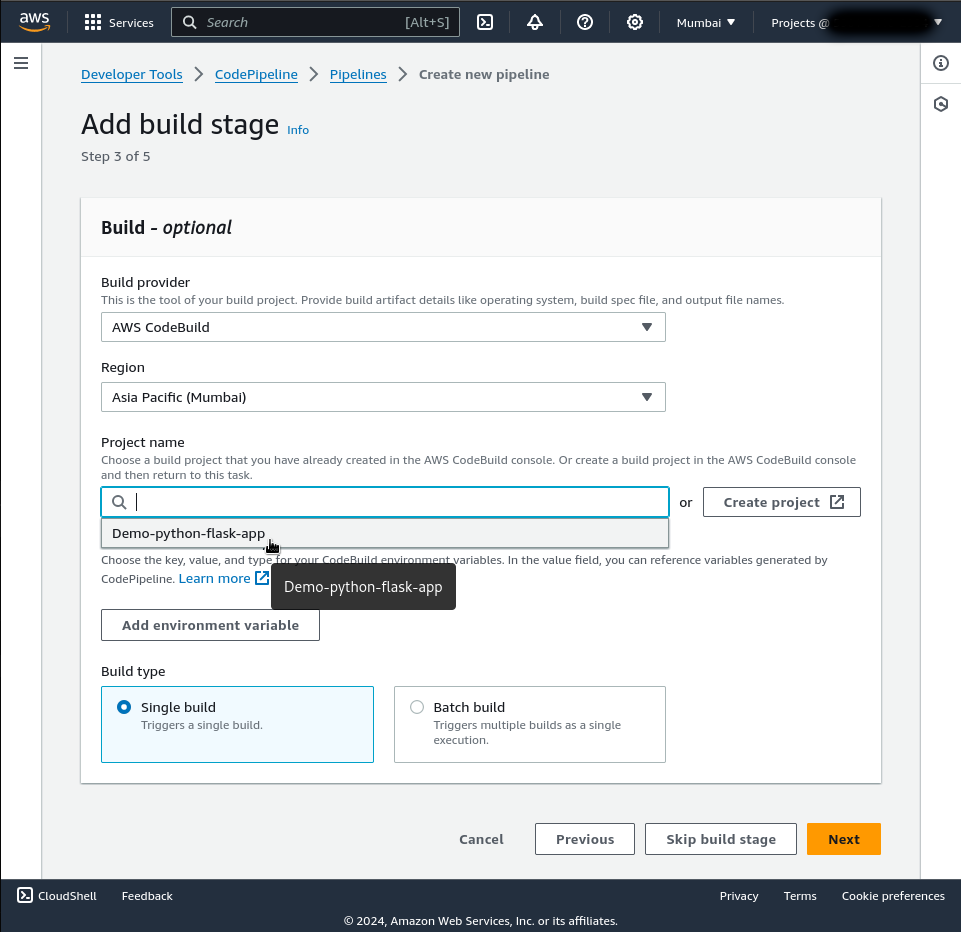 aws Services Search [Alt+S] Mumbai Projects @
Developer Tools CodePipeline Pipelines Create new pipeline
Add build stage Info
Step 3 of 5
Build - optional
Build provider
This is the tool of your build project. Provide build artifact details like operating system, build spec file, and output file names.
AWS CodeBuild
Region
Asia Pacific (Mumbai)
Project name
Choose a build project that you have already created in the AWS CodeBuild console. Or create a build project in the AWS CodeBuild console
and then return to this task.
or Create project
Demo-python-flask-app
Choose the key, value, and type for your CodeBuild environment variables. In the value field, you can reference variables generated by
CodePipeline. Learn more
Demo-python-flask-app
Add environment variable
Build type
Single build
Triggers a single build.
Batch build
Triggers multiple builds as a single
execution.
Cancel Previous Skip build stage Next
CloudShell Feedback Privacy Terms Cookie preferences
© 2024, Amazon Web Services, Inc. or its affiliates.